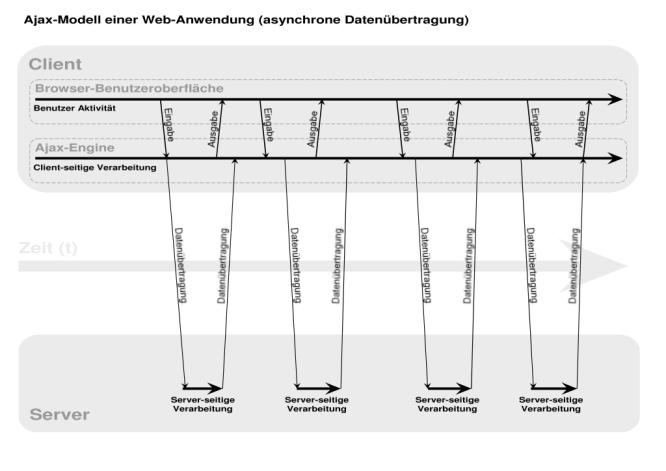 Ajax-Modell einer Web-Anwendung (asynchrone Datenübertragung)
Client
Browser-Benutzeroberfläche
Benutzer Aktivität
Eingabe
Ausgabe
Eingabe
Ausgabe
Eingabe
Ausgabe
Eingabe
Ausgabe
Ajax-Engine
Client-seitige Verarbeitung
Zeit (t)
Datenübertragung
Datenübertragung
Datenübertragung
Datenübertragung
Datenübertragung
Datenübertragung
Datenübertragung
Datenübertragung
Server-seitige
Verarbeitung
Server-seitige
Verarbeitung
Server-seitige
Verarbeitung
Server-seitige
Verarbeitung
Server